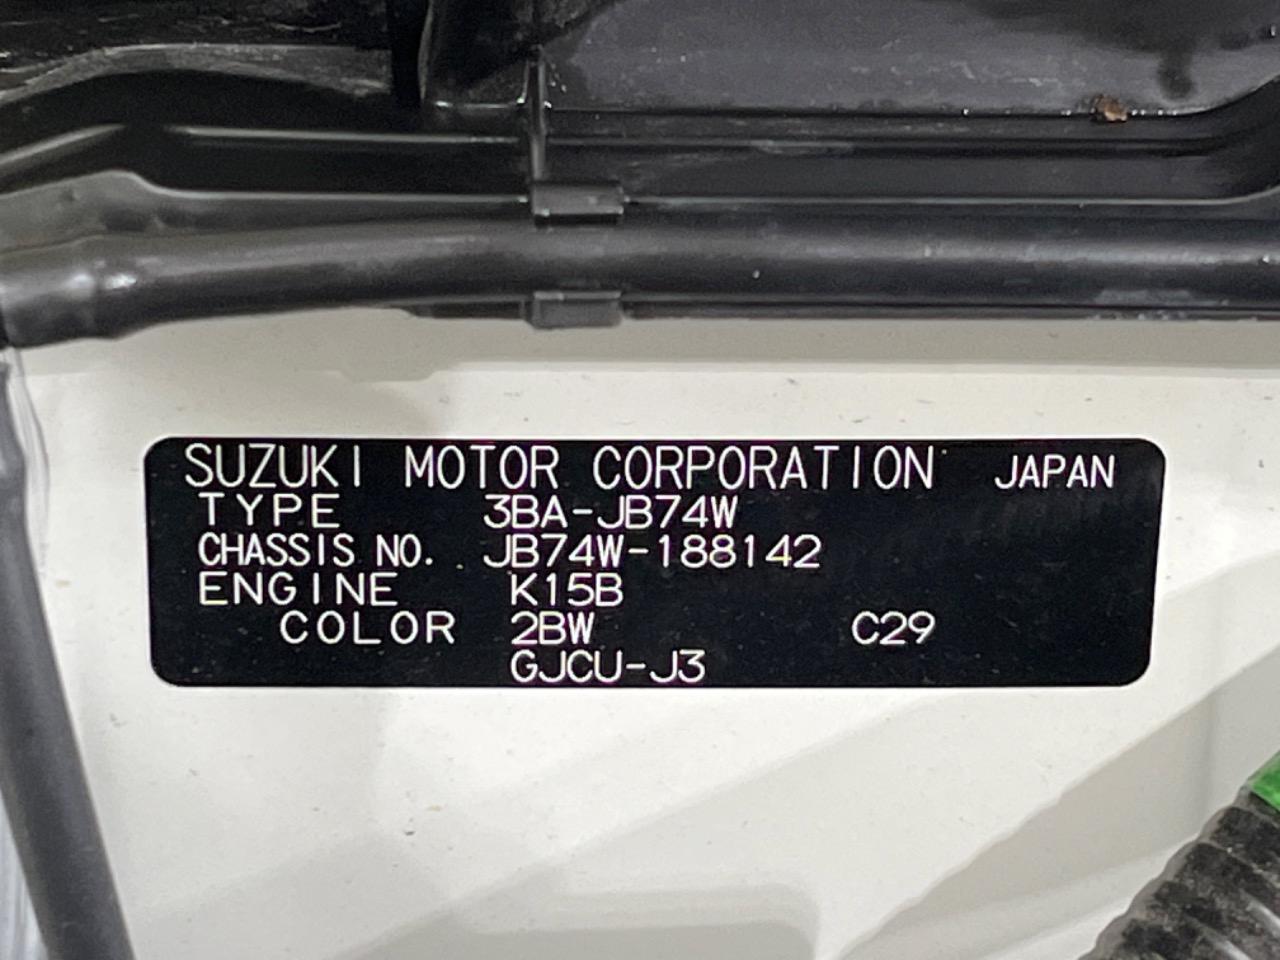 SUZUKI MOTOR CORPORATION JAPAN
TYPE 3BA-JB74W
CHASSIS NO. JB74W-188142
ENGINE K15B
COLOR 2BW C29
GJCU-J3